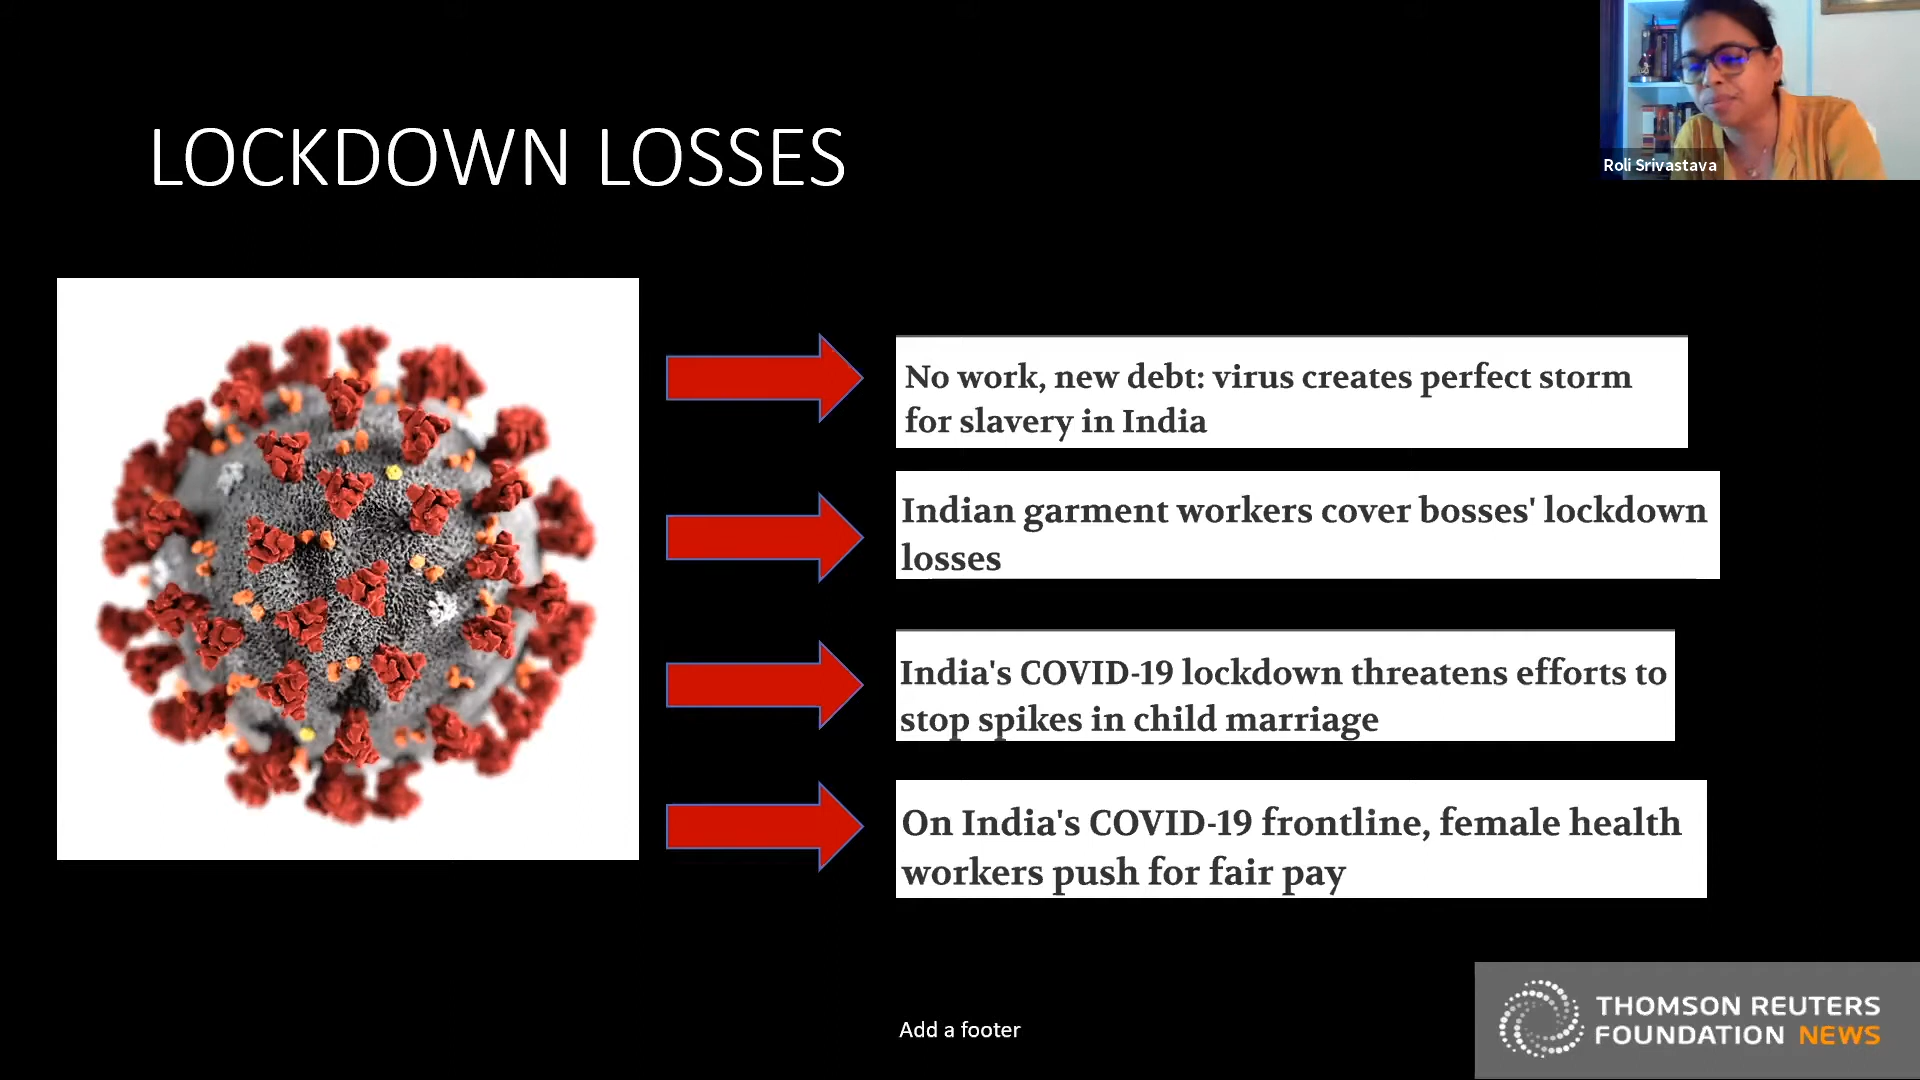 LOCKDOWN LOSSES
Roli Srivastava
No work, new debt: virus creates perfect storm
for slavery in India
Indian garment workers cover bosses' lockdown
losses
India's COVID-19 lockdown threatens efforts to
stop spikes in child marriage
On India's COVID-19 frontline, female health
workers push for fair pay
Add a footer
THOMSON REUTERS
FOUNDATION NEWS